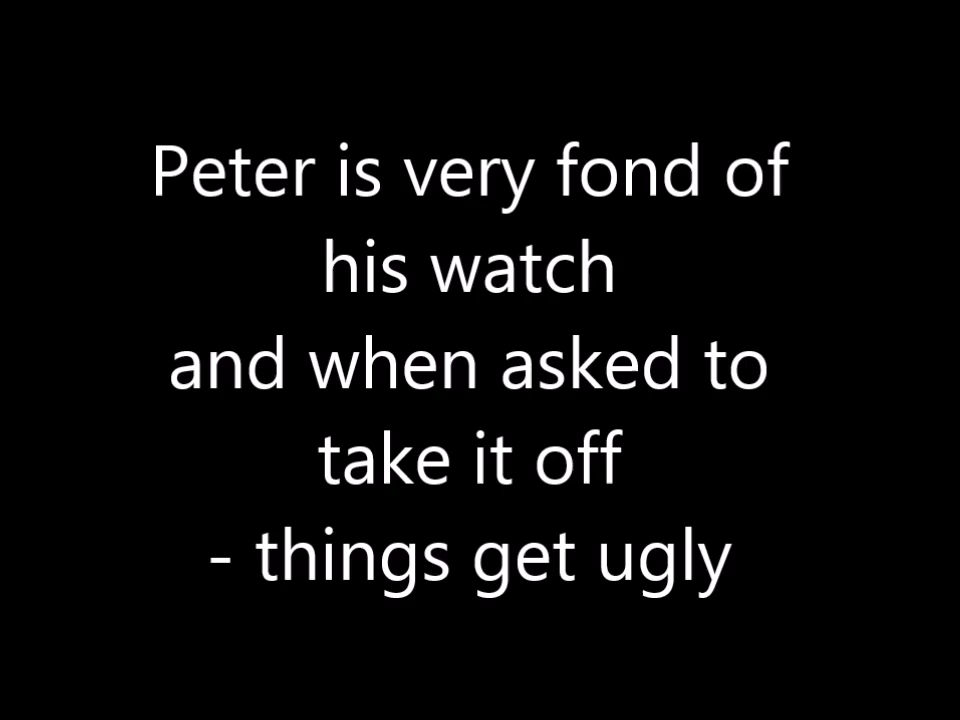 Peter is very fond of
his watch
and when asked to
take it off
- things get ugly